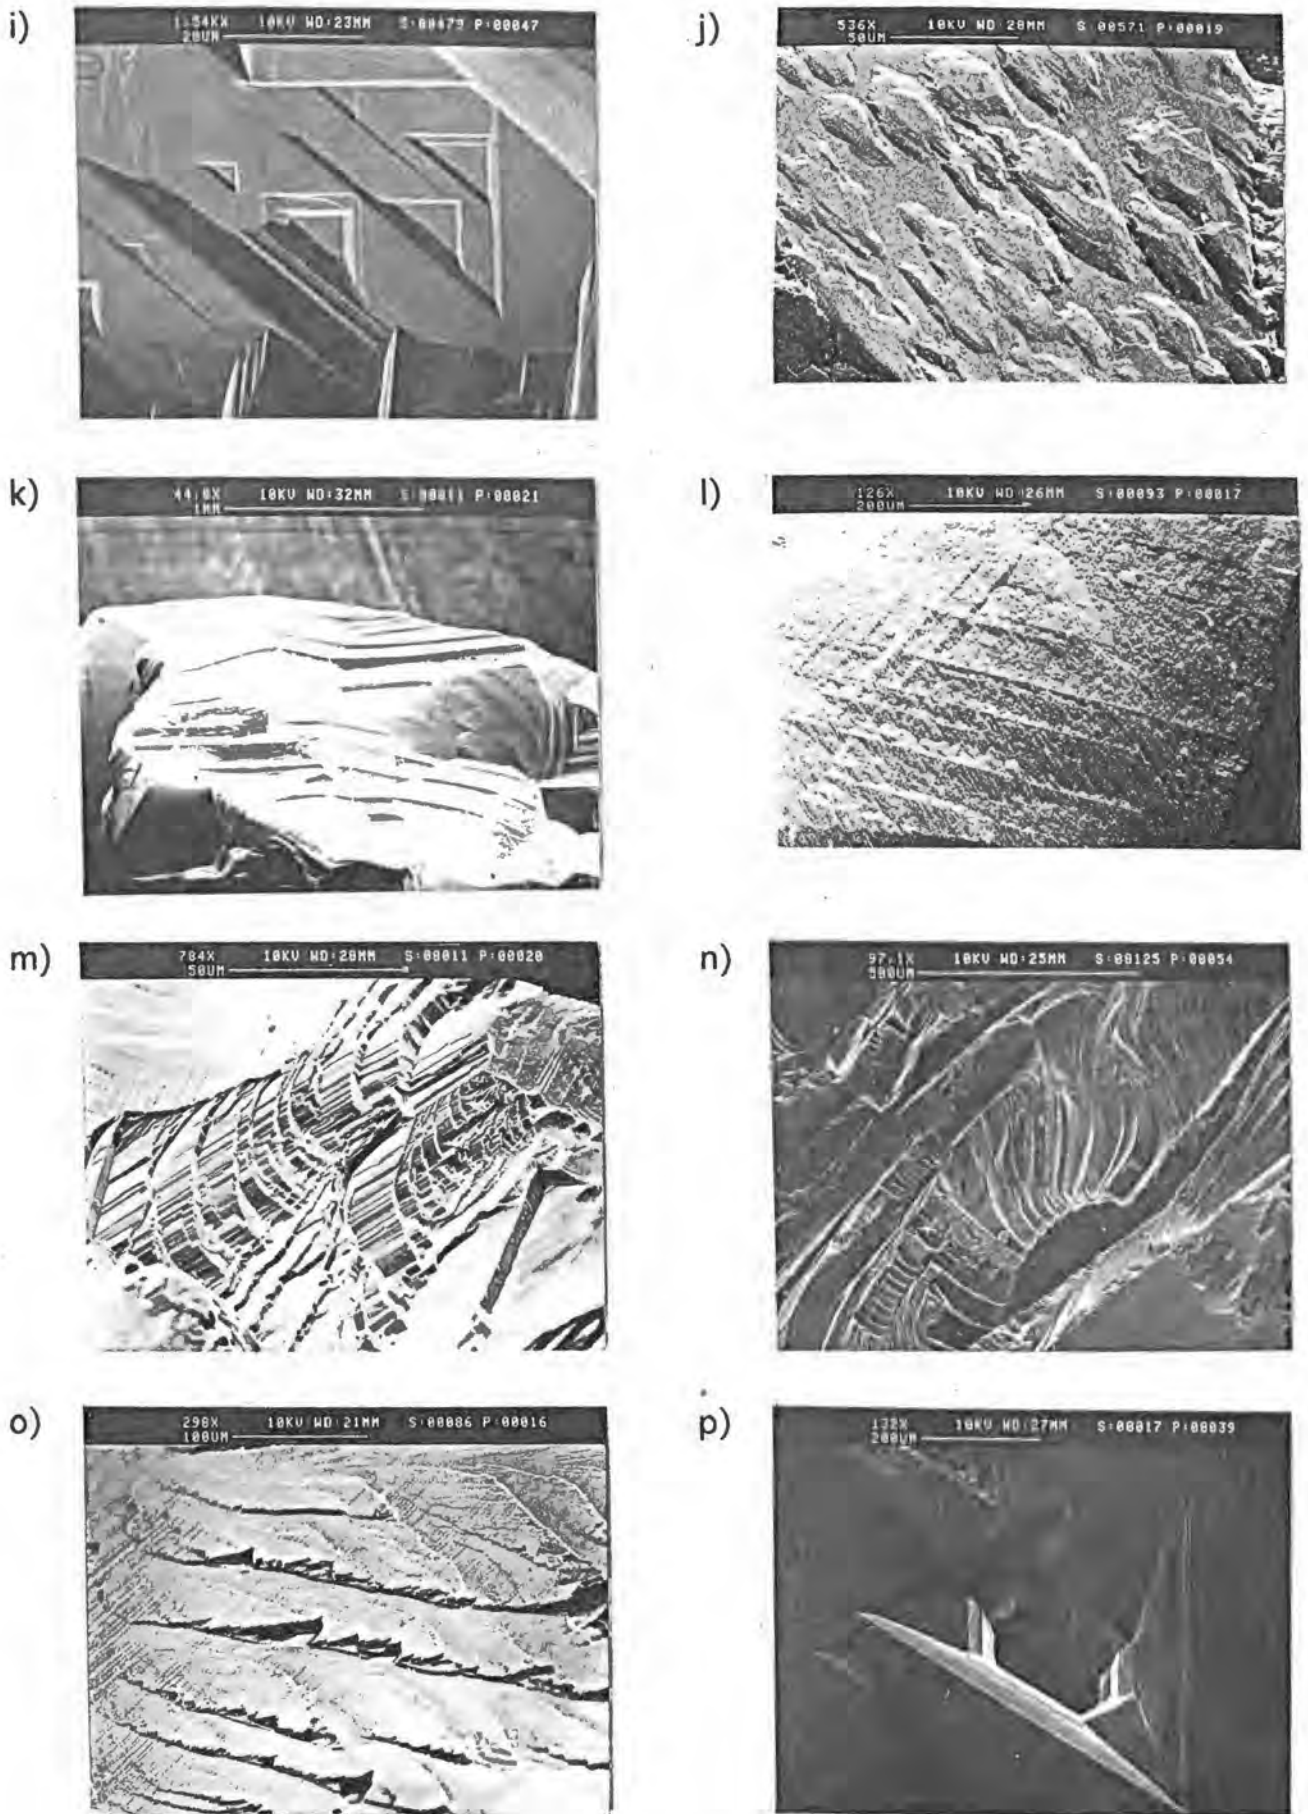 i)
1.54KX 10KV WD:23MM S:00479 P:00047
20UM
j)
536X 10KV WD:28MM S:00571 P:00019
50UM
k)
44.0X 10KV WD:32MM S:00011 P:00021
1MM
l)
126X 10KV WD:26MM S:00093 P:00017
200UM
m)
784X 10KV WD:28MM S:00011 P:00020
50UM
n)
97.1X 10KV WD:25MM S:00125 P:00054
500UM
o)
298X 10KV WD:21MM S:00086 P:00016
100UM
p)
132X 10KV WD:27MM S:00017 P:00039
200UM